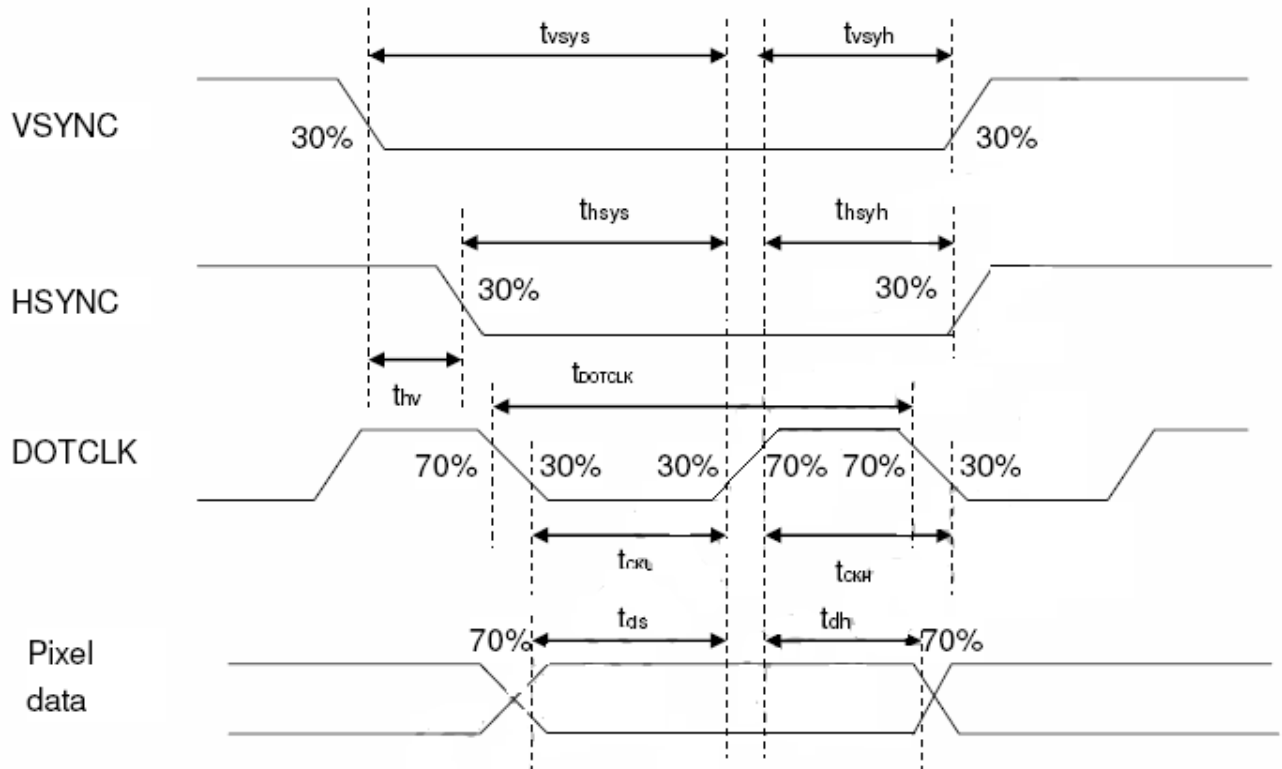 tvsys tvsyh
VSYNC
30% 30%
thsys thsyh
HSYNC
30% 30%
thv
tDOTCLK
DOTCLK
70% 30% 30% 70% 70% 30%
tCKL tCKH
tds tdh
70% 70%
Pixel
data